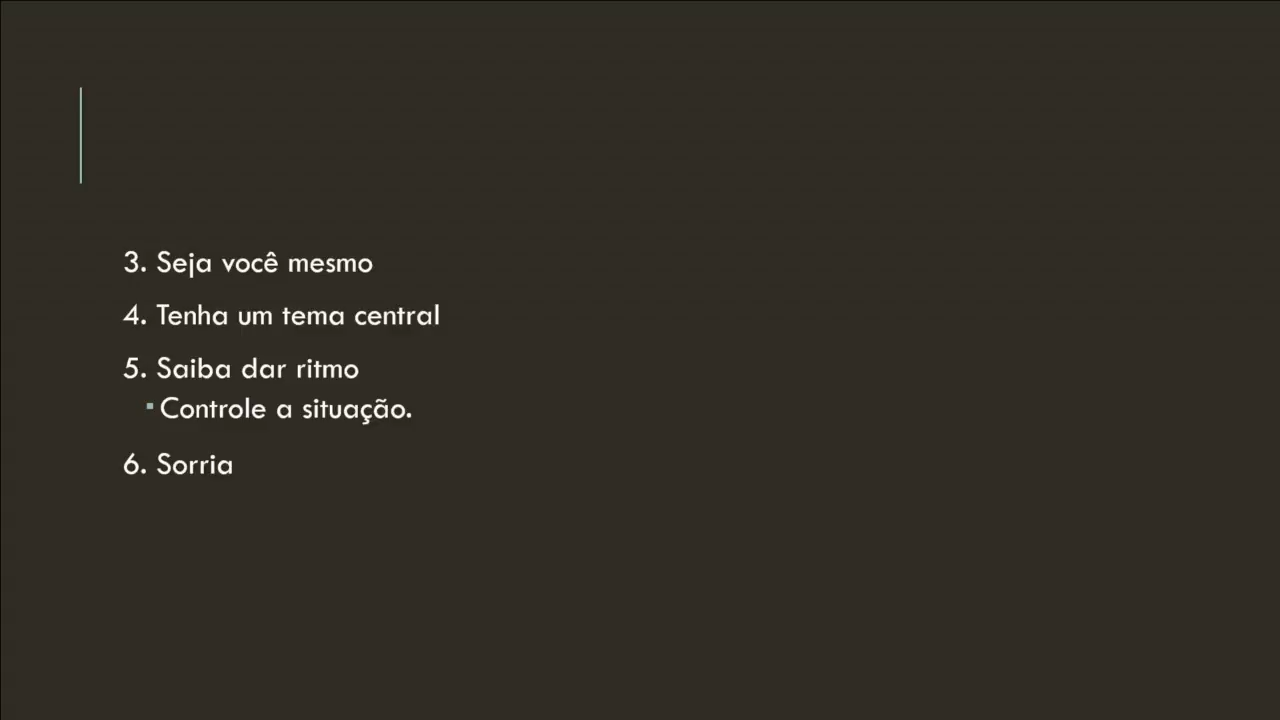 3. Seja você mesmo
4. Tenha um tema central
5. Saiba dar ritmo
▪ Controle a situação.
6. Sorria